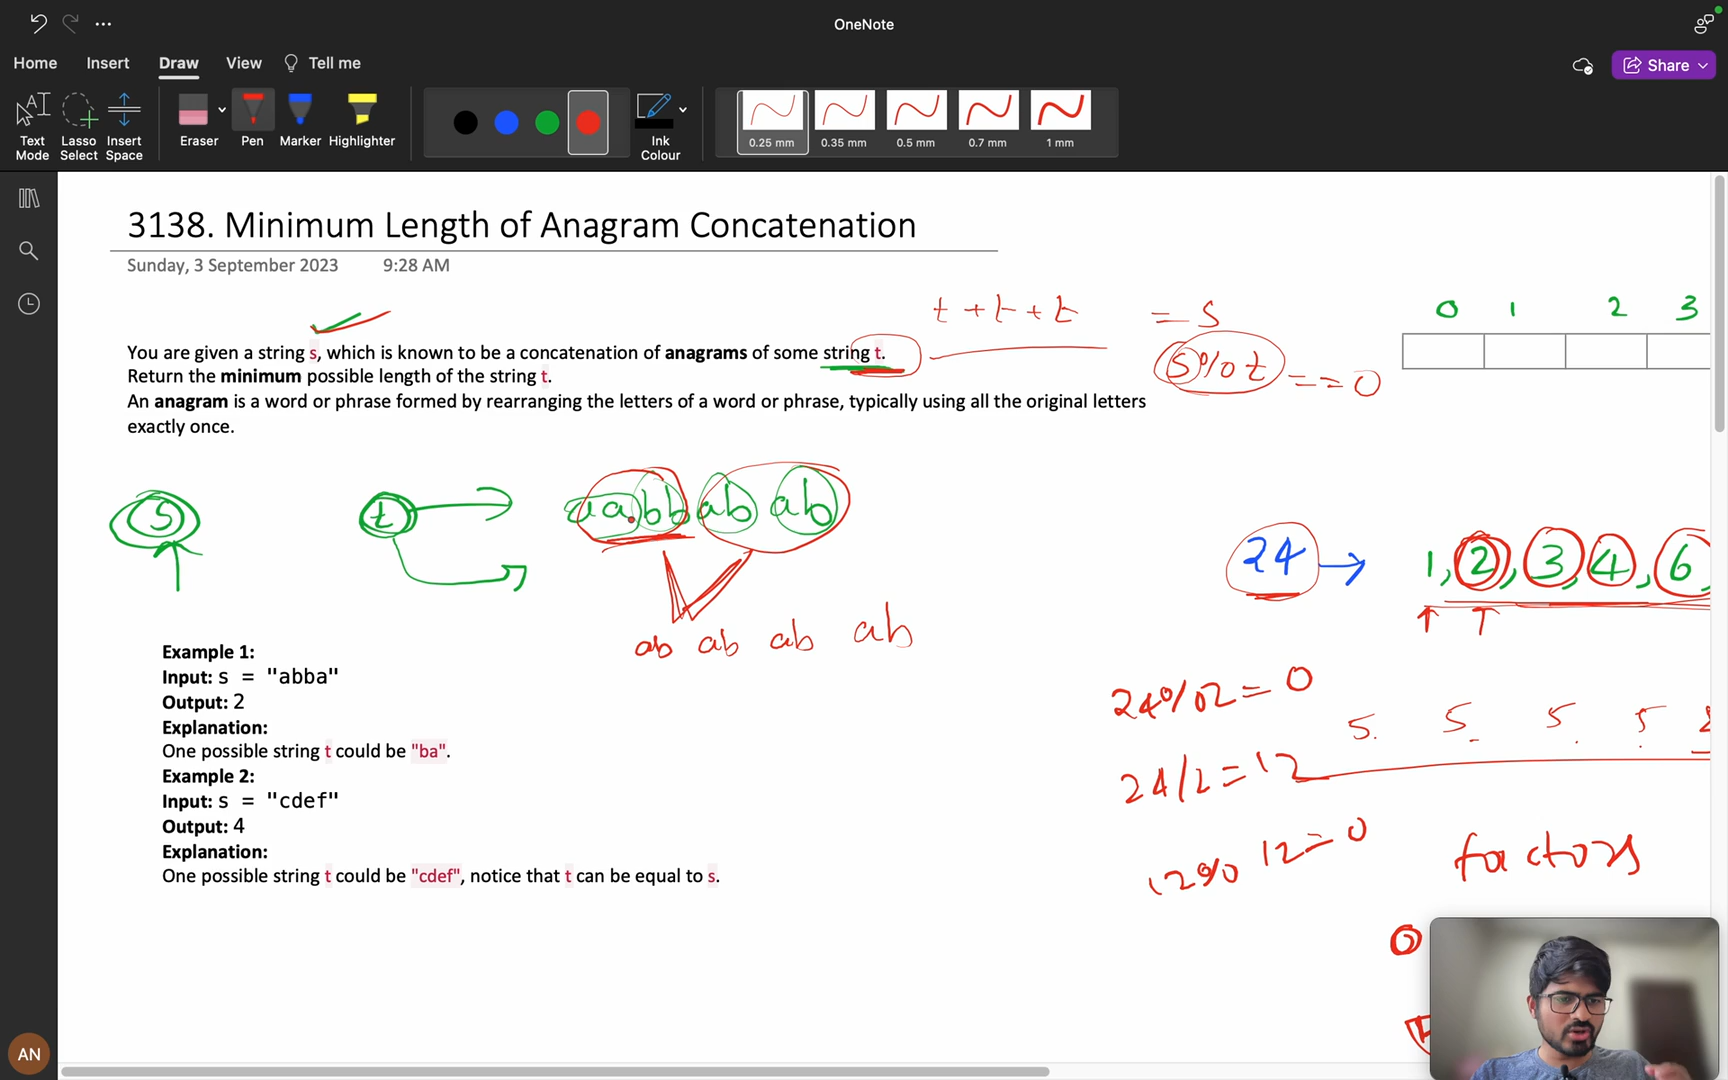 OneNote
Home Insert Draw View Tell me
Share
Text Mode
Lasso Select
Insert Space
Eraser
Pen
Marker
Highlighter
Ink Colour
0.25 mm
0.35 mm
0.5 mm
0.7 mm
1 mm
3138. Minimum Length of Anagram Concatenation
Sunday, 3 September 2023 9:28 AM
t + t + t = s
0 1 2 3
You are given a string s, which is known to be a concatenation of anagrams of some string t.
s % t == 0
Return the minimum possible length of the string t.
An anagram is a word or phrase formed by rearranging the letters of a word or phrase, typically using all the original letters
exactly once.
s t aabb ab ab
24 → 1, 2, 3, 4, 6
ab ab ab ab
Example 1:
Input: s = "abba"
Output: 2
Explanation:
One possible string t could be "ba".
Example 2:
Input: s = "cdef"
Output: 4
Explanation:
One possible string t could be "cdef", notice that t can be equal to s.
24%2 = 0
5 5 5 5
24/2 = 12
12% 12 = 0
factors
0
AN